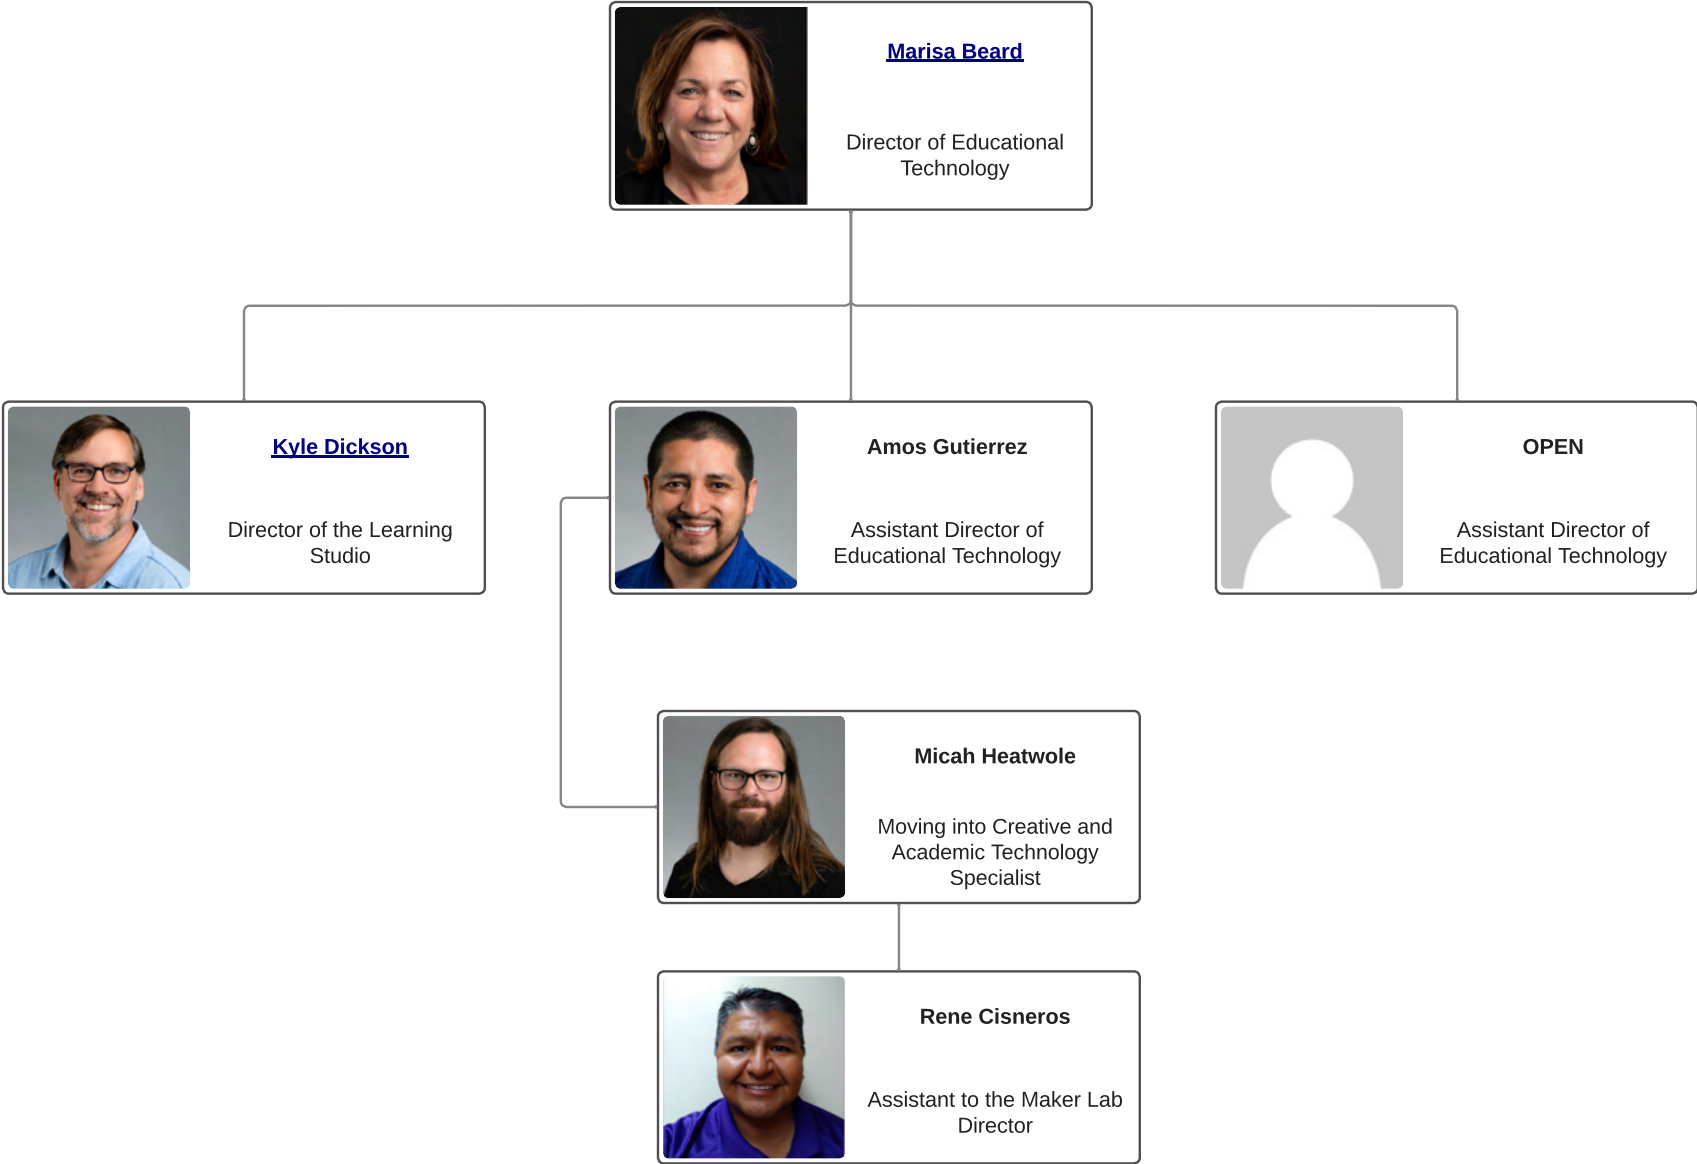 Marisa Beard
Director of Educational
Technology
Kyle Dickson
Director of the Learning
Studio
Amos Gutierrez
Assistant Director of
Educational Technology
OPEN
Assistant Director of
Educational Technology
Micah Heatwole
Moving into Creative and
Academic Technology
Specialist
Rene Cisneros
Assistant to the Maker Lab
Director